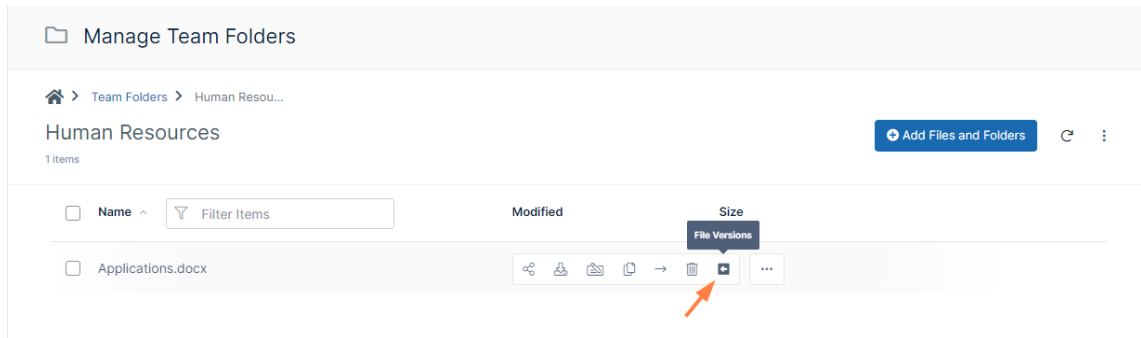 Manage Team Folders
Team Folders
Human Resou...
Human Resources
Add Files and Folders
1 items
Name
Filter Items
Modified
Size
File Versions
Applications.docx